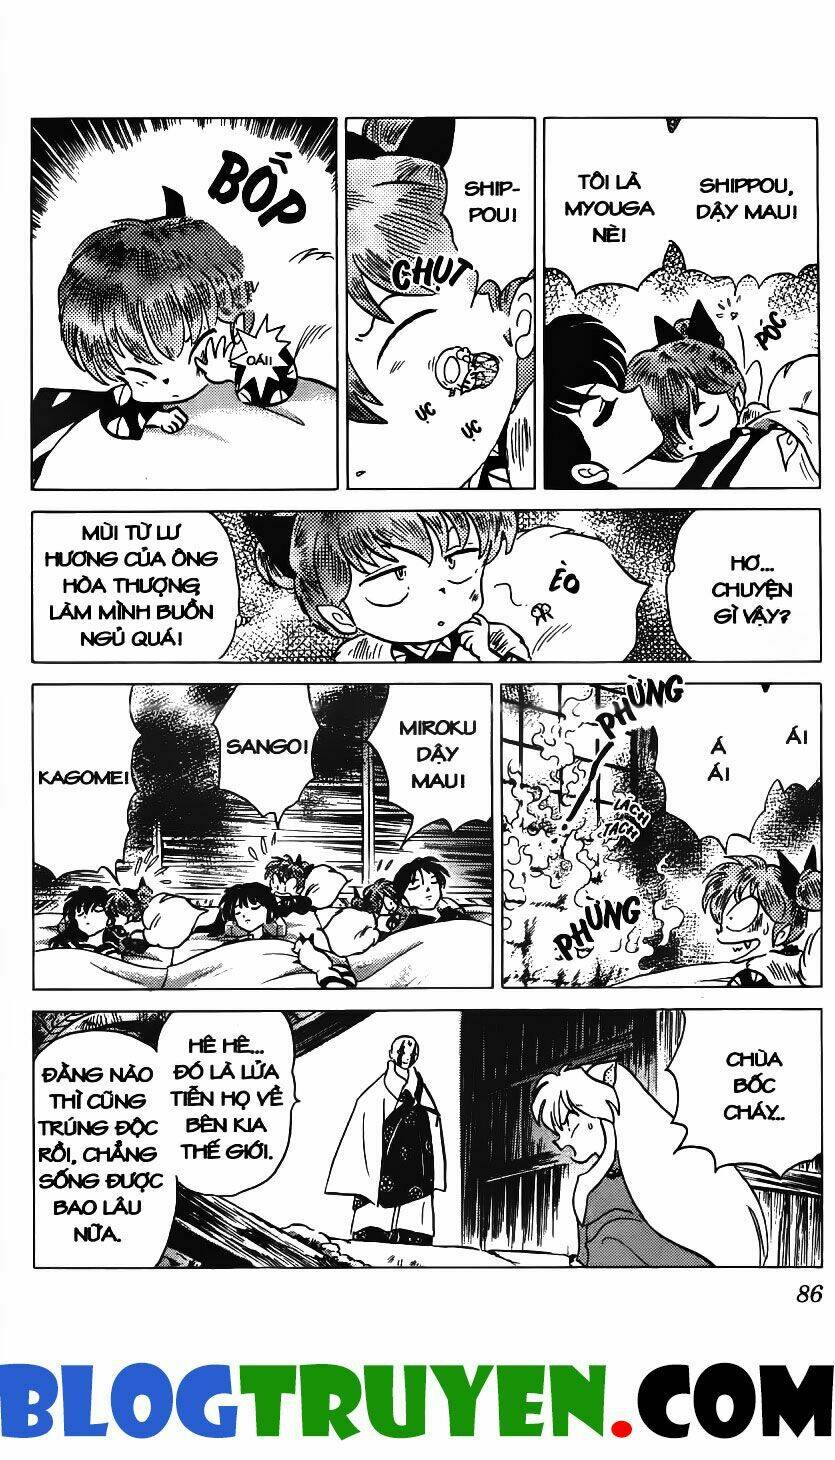 SHIPPOU,
DẬY MAU!
TÔI LÀ
MYOUGA
NÈ!
PÓC
SHIP-
POU!
CHỤT
ỤC
ỤC
BỐP
OÁI!
HƠ...
CHUYỆN
GÌ VẬY?
ÈO
MÙI TỪ LƯ
HƯƠNG CỦA ÔNG
HÒA THƯỢNG
LÀM MÌNH BUỒN
NGỦ QUÁ!
ÁI
Á
ÁI
PHỪNG
LÁCH
TÁCH
PHỪNG
MIROKU
DẬY
MAU!
SANGO!
KAGOME!
CHÙA
BỐC
CHÁY...
HÊ HÊ...
ĐÓ LÀ LỬA
TIỄN HỌ VỀ
BÊN KIA
THẾ GIỚI.
ĐẰNG NÀO
THÌ CŨNG
TRÚNG ĐỘC
RỒI, CHẲNG
SỐNG ĐƯỢC
BAO LÂU
NỮA.
86
BLOGTRUYEN.COM